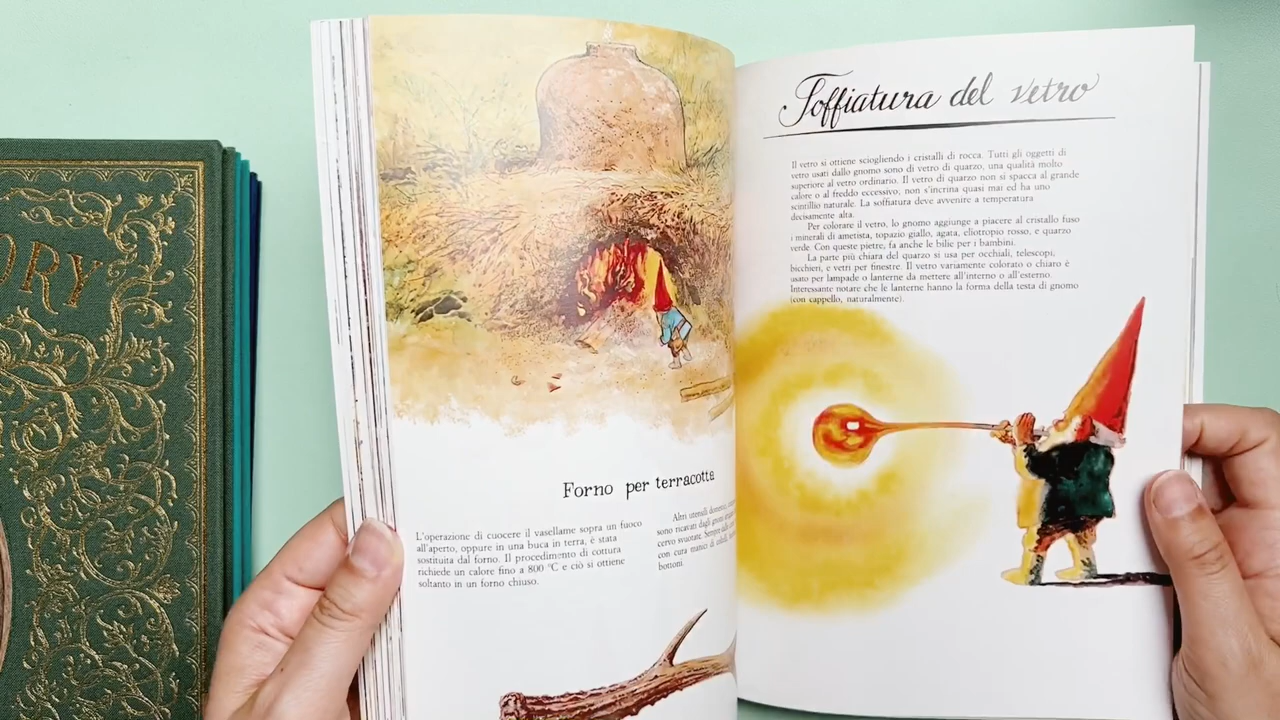 ORY
Forno per terracotte
L'operazione di cuocere il vasellame sopra un fuoco
all'aperto, oppure in una buca in terra, è stata
sostituita dal forno. Il procedimento di cottura
richiede un calore fino a 800 °C e ciò si ottiene
soltanto in un forno chiuso.
Altri utensili
sono ricavati dagli gnomi
cervo svuotate.
con cura manici di
bottoni.
Soffiatura del vetro
Il vetro si ottiene sciogliendo i cristalli di rocca. Tutti gli oggetti di
vetro usati dallo gnomo sono di vetro di quarzo, una qualità molto
superiore al vetro ordinario. Il vetro di quarzo non si spacca al grande
calore o al freddo eccessivo, non s'incrina quasi mai ed ha uno
scintillio naturale. La soffiatura deve avvenire a temperatura
decisamente alta.
Per colorare il vetro, lo gnomo aggiunge a piacere al cristallo fuso
i minerali di ametista, topazio giallo, agata, eliotropio rosso, e quarzo
verde. Con queste pietre, fa anche le bilie per i bambini.
La parte più chiara del quarzo si usa per occhiali, telescopi,
bicchieri, e vetri per finestre. Il vetro variamente colorato o chiaro è
usato per lampade o lanterne da mettere all'interno o all'esterno.
Interessante notare che le lanterne hanno la forma della testa di gnomo
(con cappello, naturalmente).